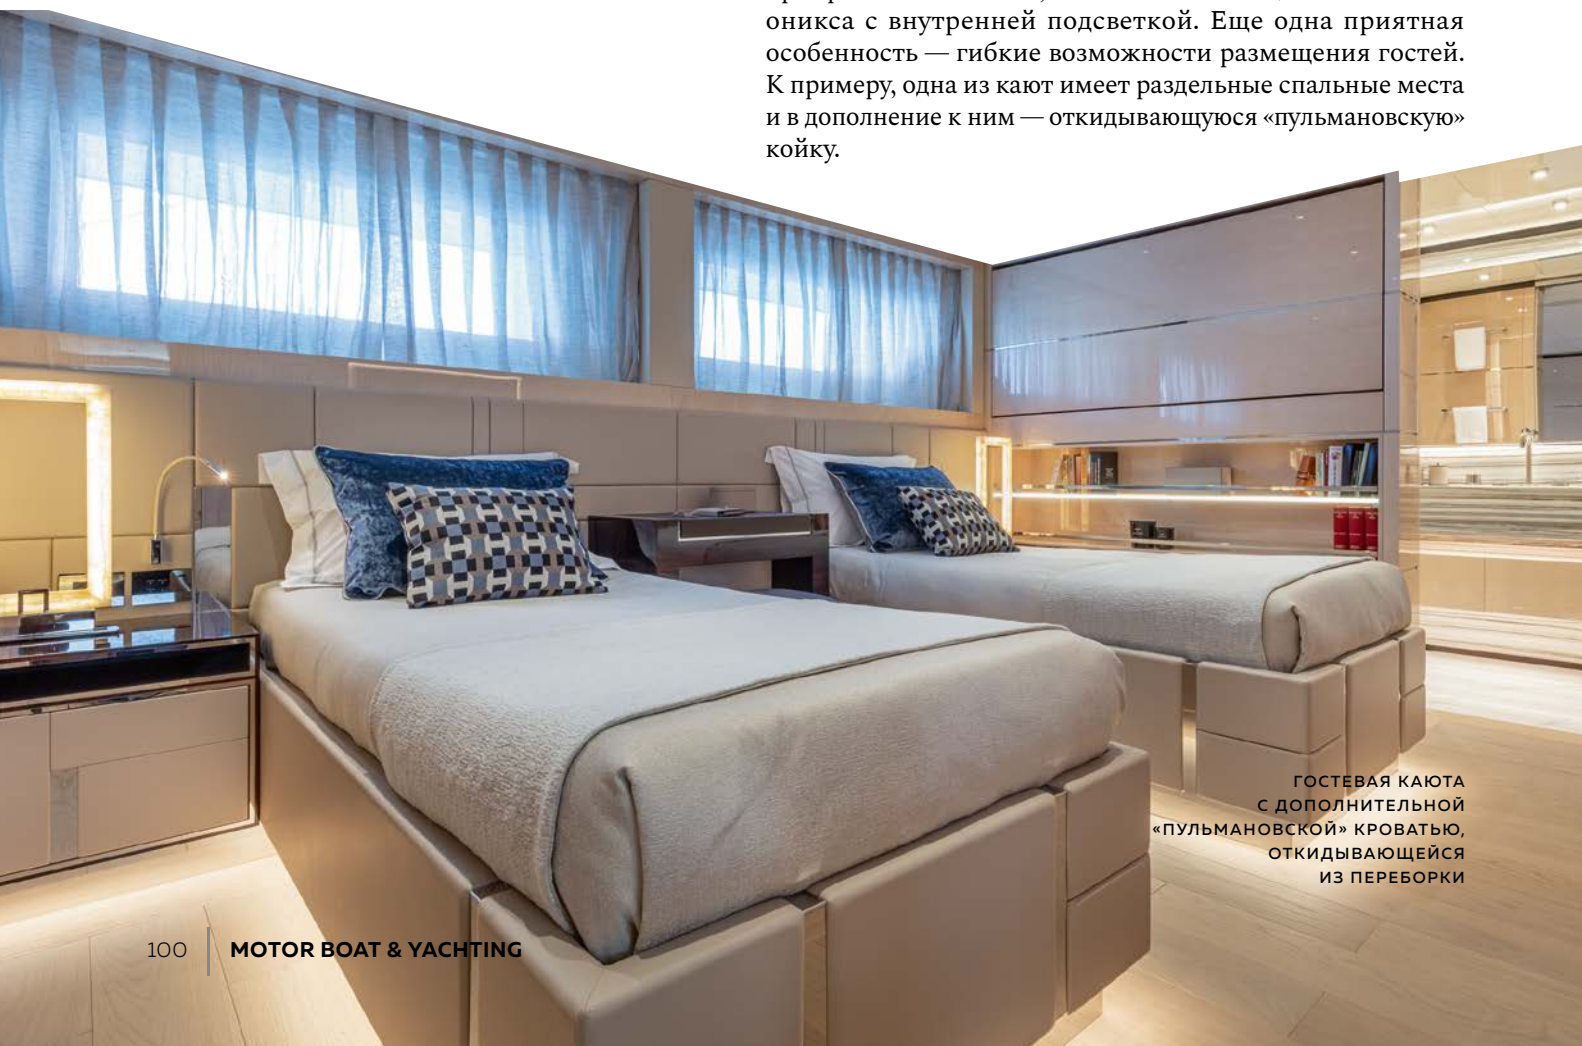 оникса с внутренней подсветкой. Еще одна приятная
особенность — гибкие возможности размещения гостей.
К примеру, одна из кают имеет раздельные спальные места
и в дополнение к ним — откидывающуюся «пульмановскую»
койку.
ГОСТЕВАЯ КАЮТА
С ДОПОЛНИТЕЛЬНОЙ
«ПУЛЬМАНОВСКОЙ» КРОВАТЬЮ,
ОТКИДЫВАЮЩЕЙСЯ
ИЗ ПЕРЕБОРКИ
100 MOTOR BOAT & YACHTING